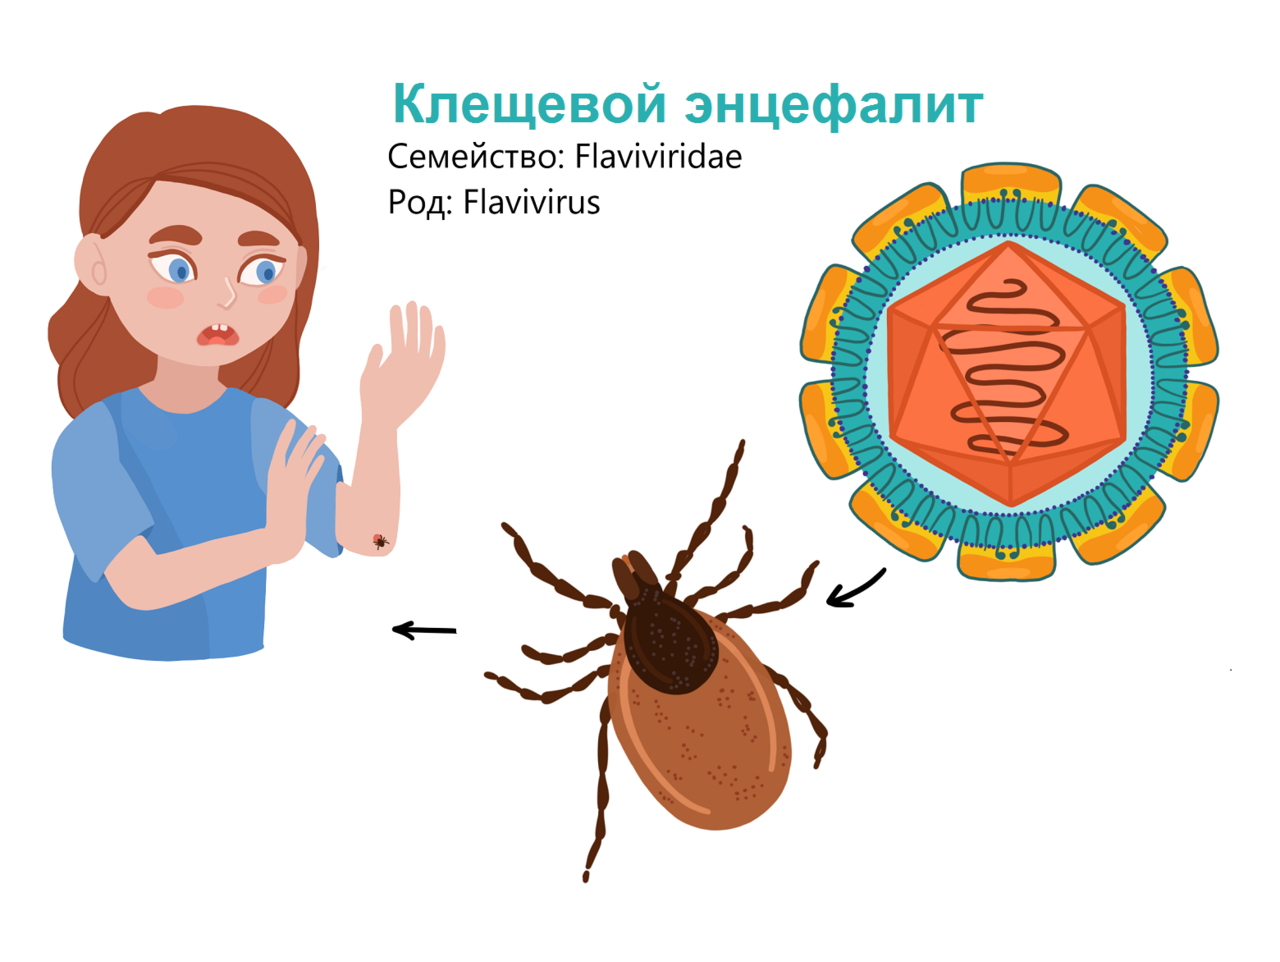 Клещевой энцефалит
Семейство: Flaviviridae
Род: Flavivirus